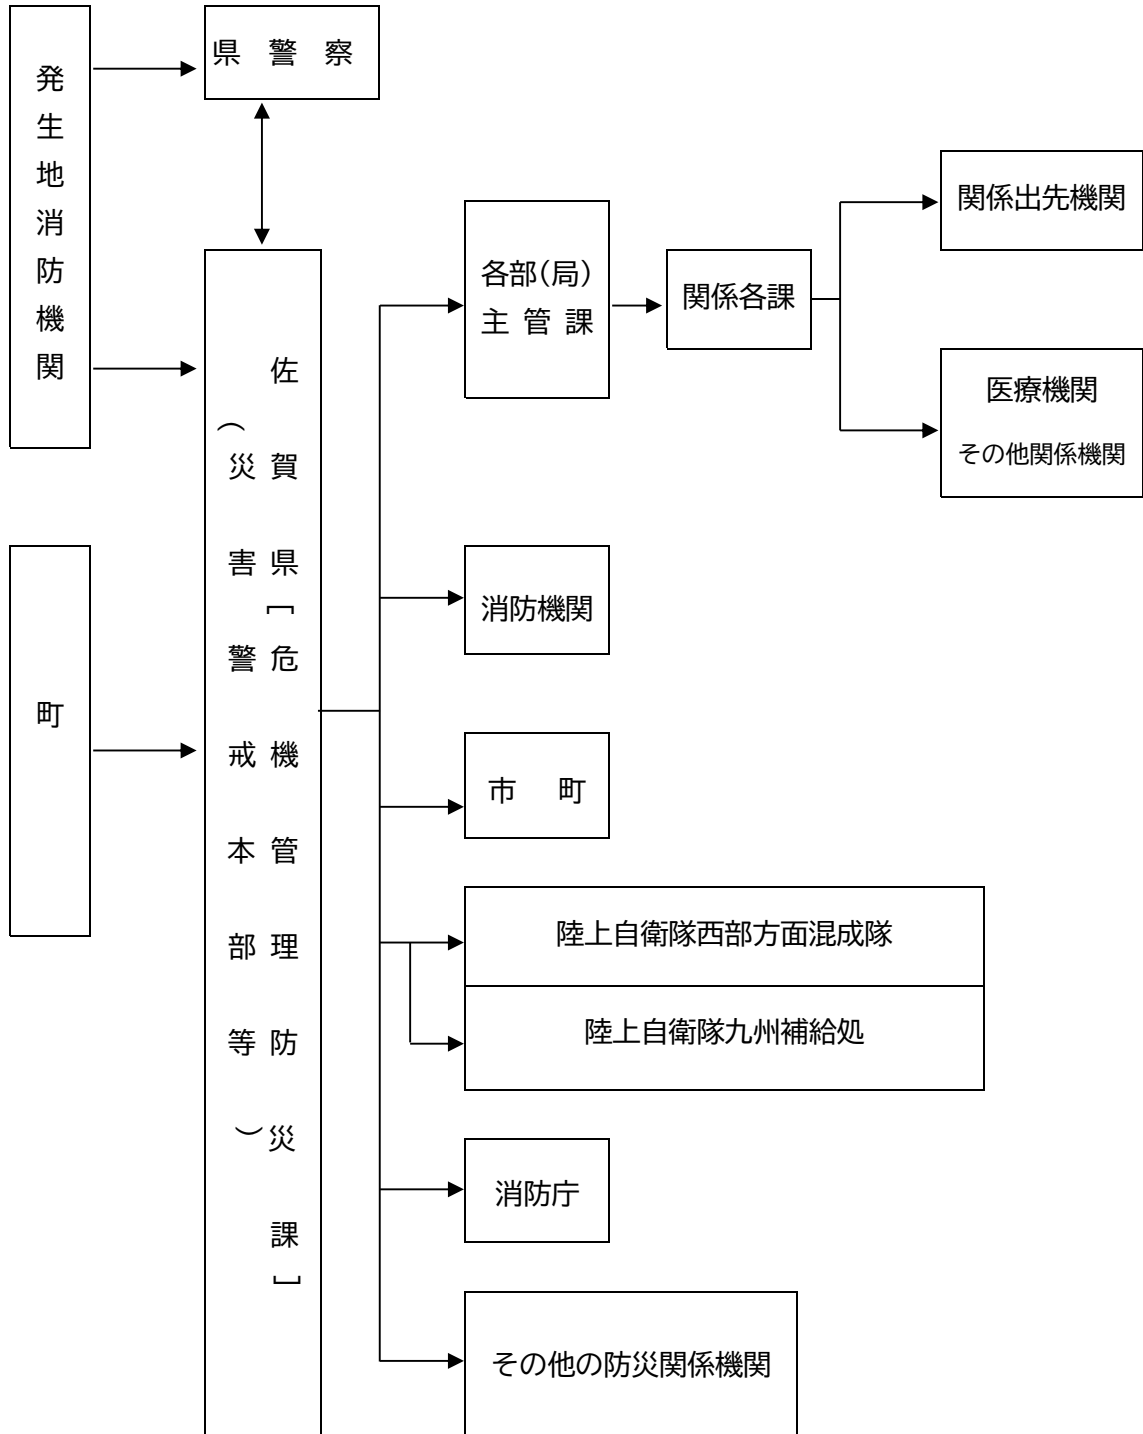 発生地消防機関
県　警　察
町
佐賀県［危機管理防災課］
（災害警戒本部等）
各部（局）
主管課
関係各課
関係出先機関
医療機関
その他関係機関
消防機関
市　町
陸上自衛隊西部方面混成隊
陸上自衛隊九州補給処
消防庁
その他の防災関係機関